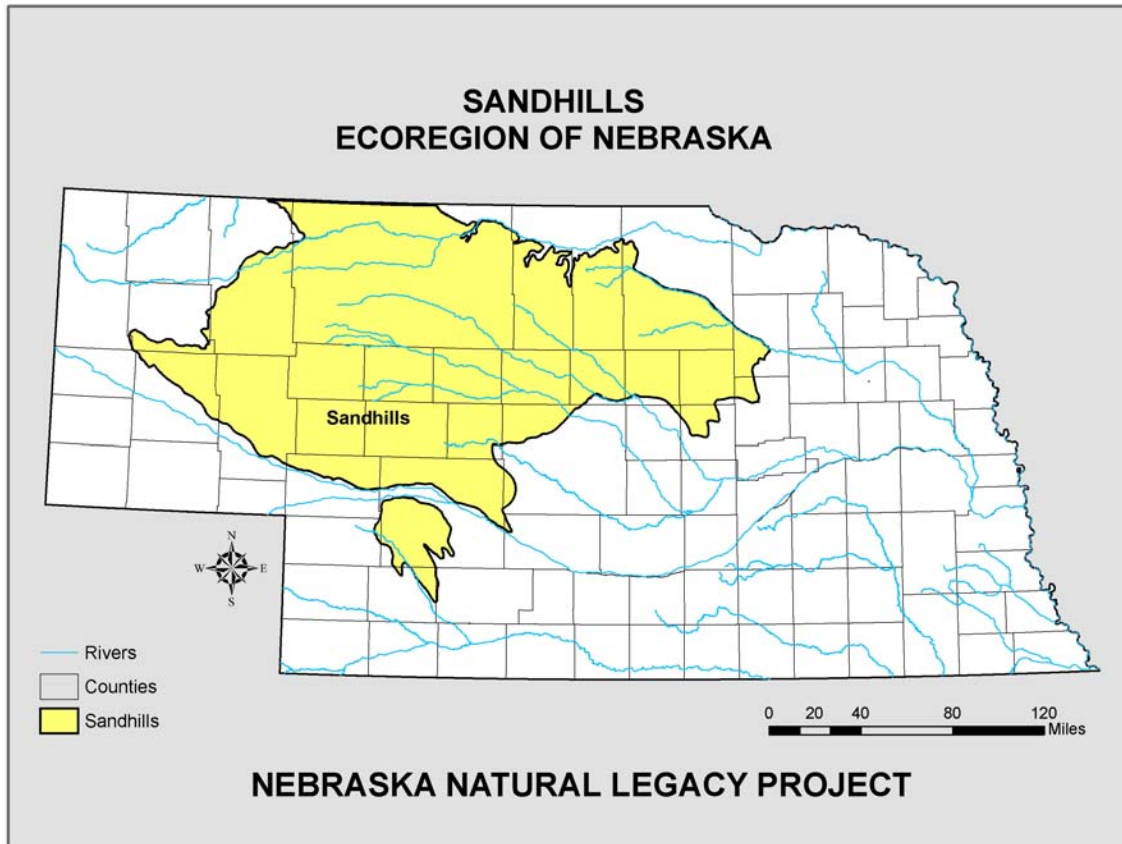 SANDHILLS
ECOREGION OF NEBRASKA
Sandhills
N
W E
S
Rivers
Counties
Sandhills
0 20 40 80 120
Miles
NEBRASKA NATURAL LEGACY PROJECT